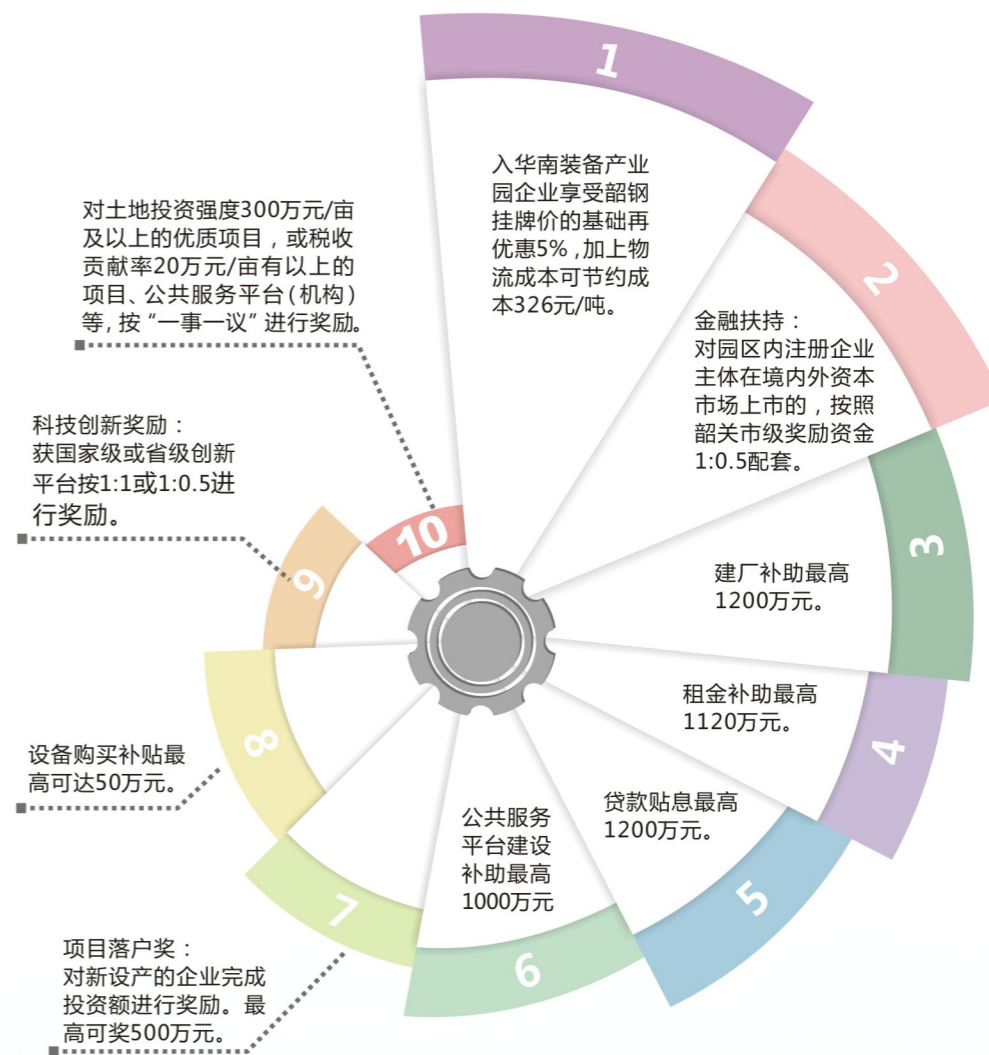 1
入华南装备产业
园企业享受韶钢
挂牌价的基础再
优惠5%,加上物
流成本可节约成
本326元/吨。
2
金融扶持：
对园区内注册企业
主体在境内外资本
市场上市的，按照
韶关市级奖励资金
1:0.5配套。
3
建厂补助最高
1200万元。
4
租金补助最高
1120万元。
5
贷款贴息最高
1200万元。
6
公共服务
平台建设
补助最高
1000万元
7
项目落户奖：
对新设产的企业完成
投资额进行奖励。最
高可奖500万元。
8
设备购买补贴最
高可达50万元。
9
科技创新奖励：
获国家级或省级创新
平台按1:1或1:0.5进
行奖励。
10
对土地投资强度300万元/亩
及以上的优质项目，或税收
贡献率20万元/亩有以上的
项目、公共服务平台(机构)
等,按“一事一议”进行奖励。